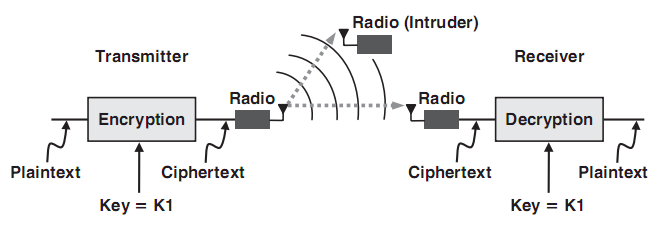 Radio (Intruder)
Transmitter
Receiver
Radio
Radio
Encryption
Decryption
Plaintext
Ciphertext
Ciphertext
Plaintext
Key = K1
Key = K1